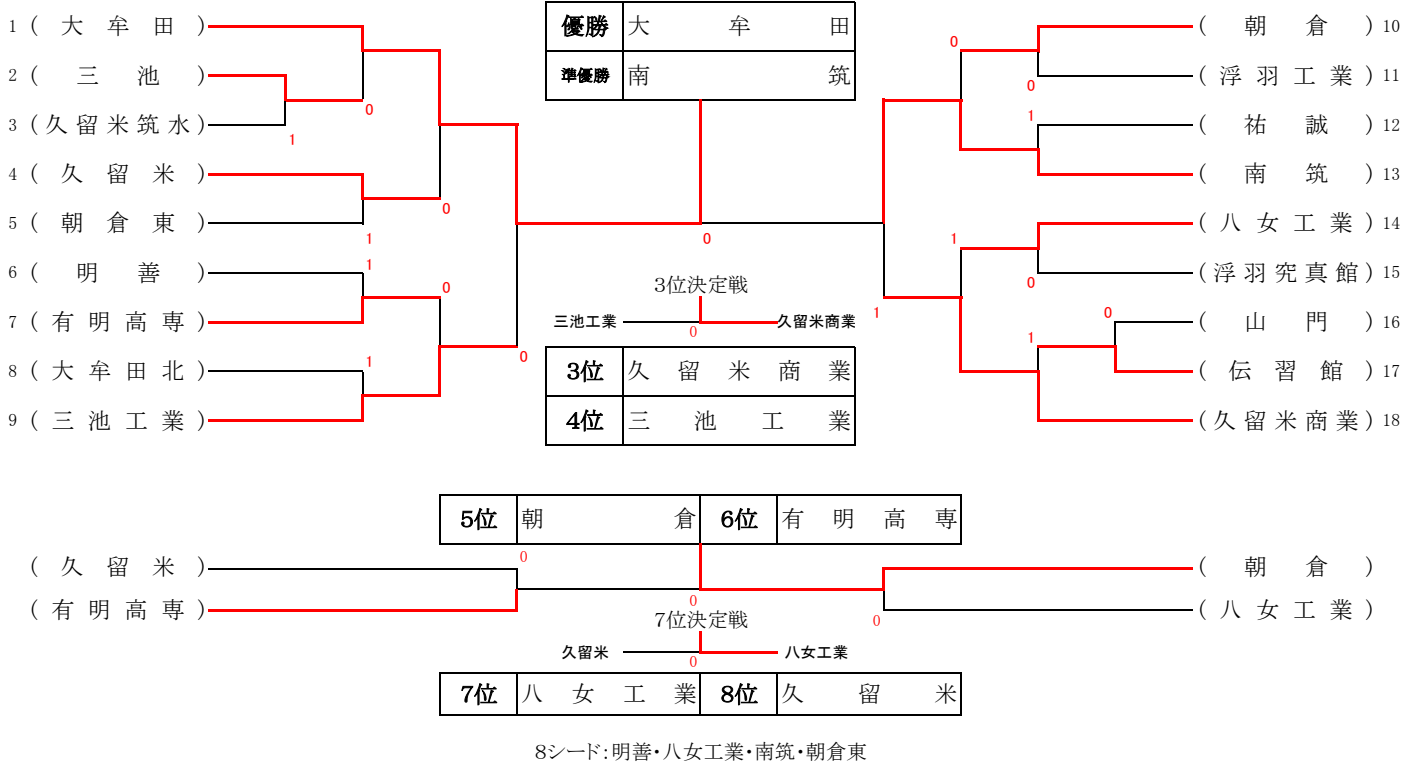 1 ( 大牟田 )
2 ( 三池 )
3 ( 久留米筑水 )
4 ( 久留米 )
5 ( 朝倉東 )
6 ( 明善 )
7 ( 有明高専 )
8 ( 大牟田北 )
9 ( 三池工業 )
0
1
0
1
1
0
1
0
優勝 大牟田
準優勝 南筑
0
3位決定戦
三池工業 0 久留米商業
3位 久留米商業
4位 三池工業
0
0
1
1
0
0
1
1
( 朝倉 ) 10
( 浮羽工業 ) 11
( 祐誠 ) 12
( 南筑 ) 13
( 八女工業 ) 14
( 浮羽究真館 ) 15
( 山門 ) 16
( 伝習館 ) 17
( 久留米商業 ) 18
5位 朝倉 6位 有明高専
( 久留米 ) 0 ( 朝倉 )
( 有明高専 ) 0 0 ( 八女工業 )
7位決定戦
久留米 0 八女工業
7位 八女工業 8位 久留米
8シード:明善・八女工業・南筑・朝倉東